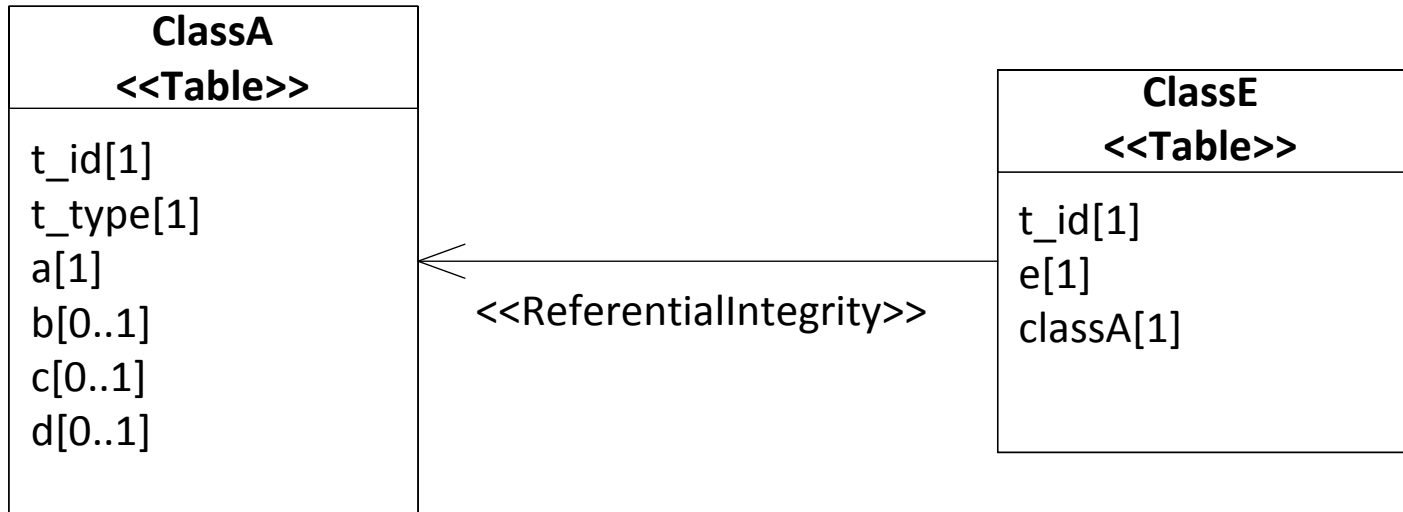 ClassA
<<Table>>
t_id[1]
t_type[1]
a[1]
b[0..1]
c[0..1]
d[0..1]
<<ReferentialIntegrity>>
ClassE
<<Table>>
t_id[1]
e[1]
classA[1]